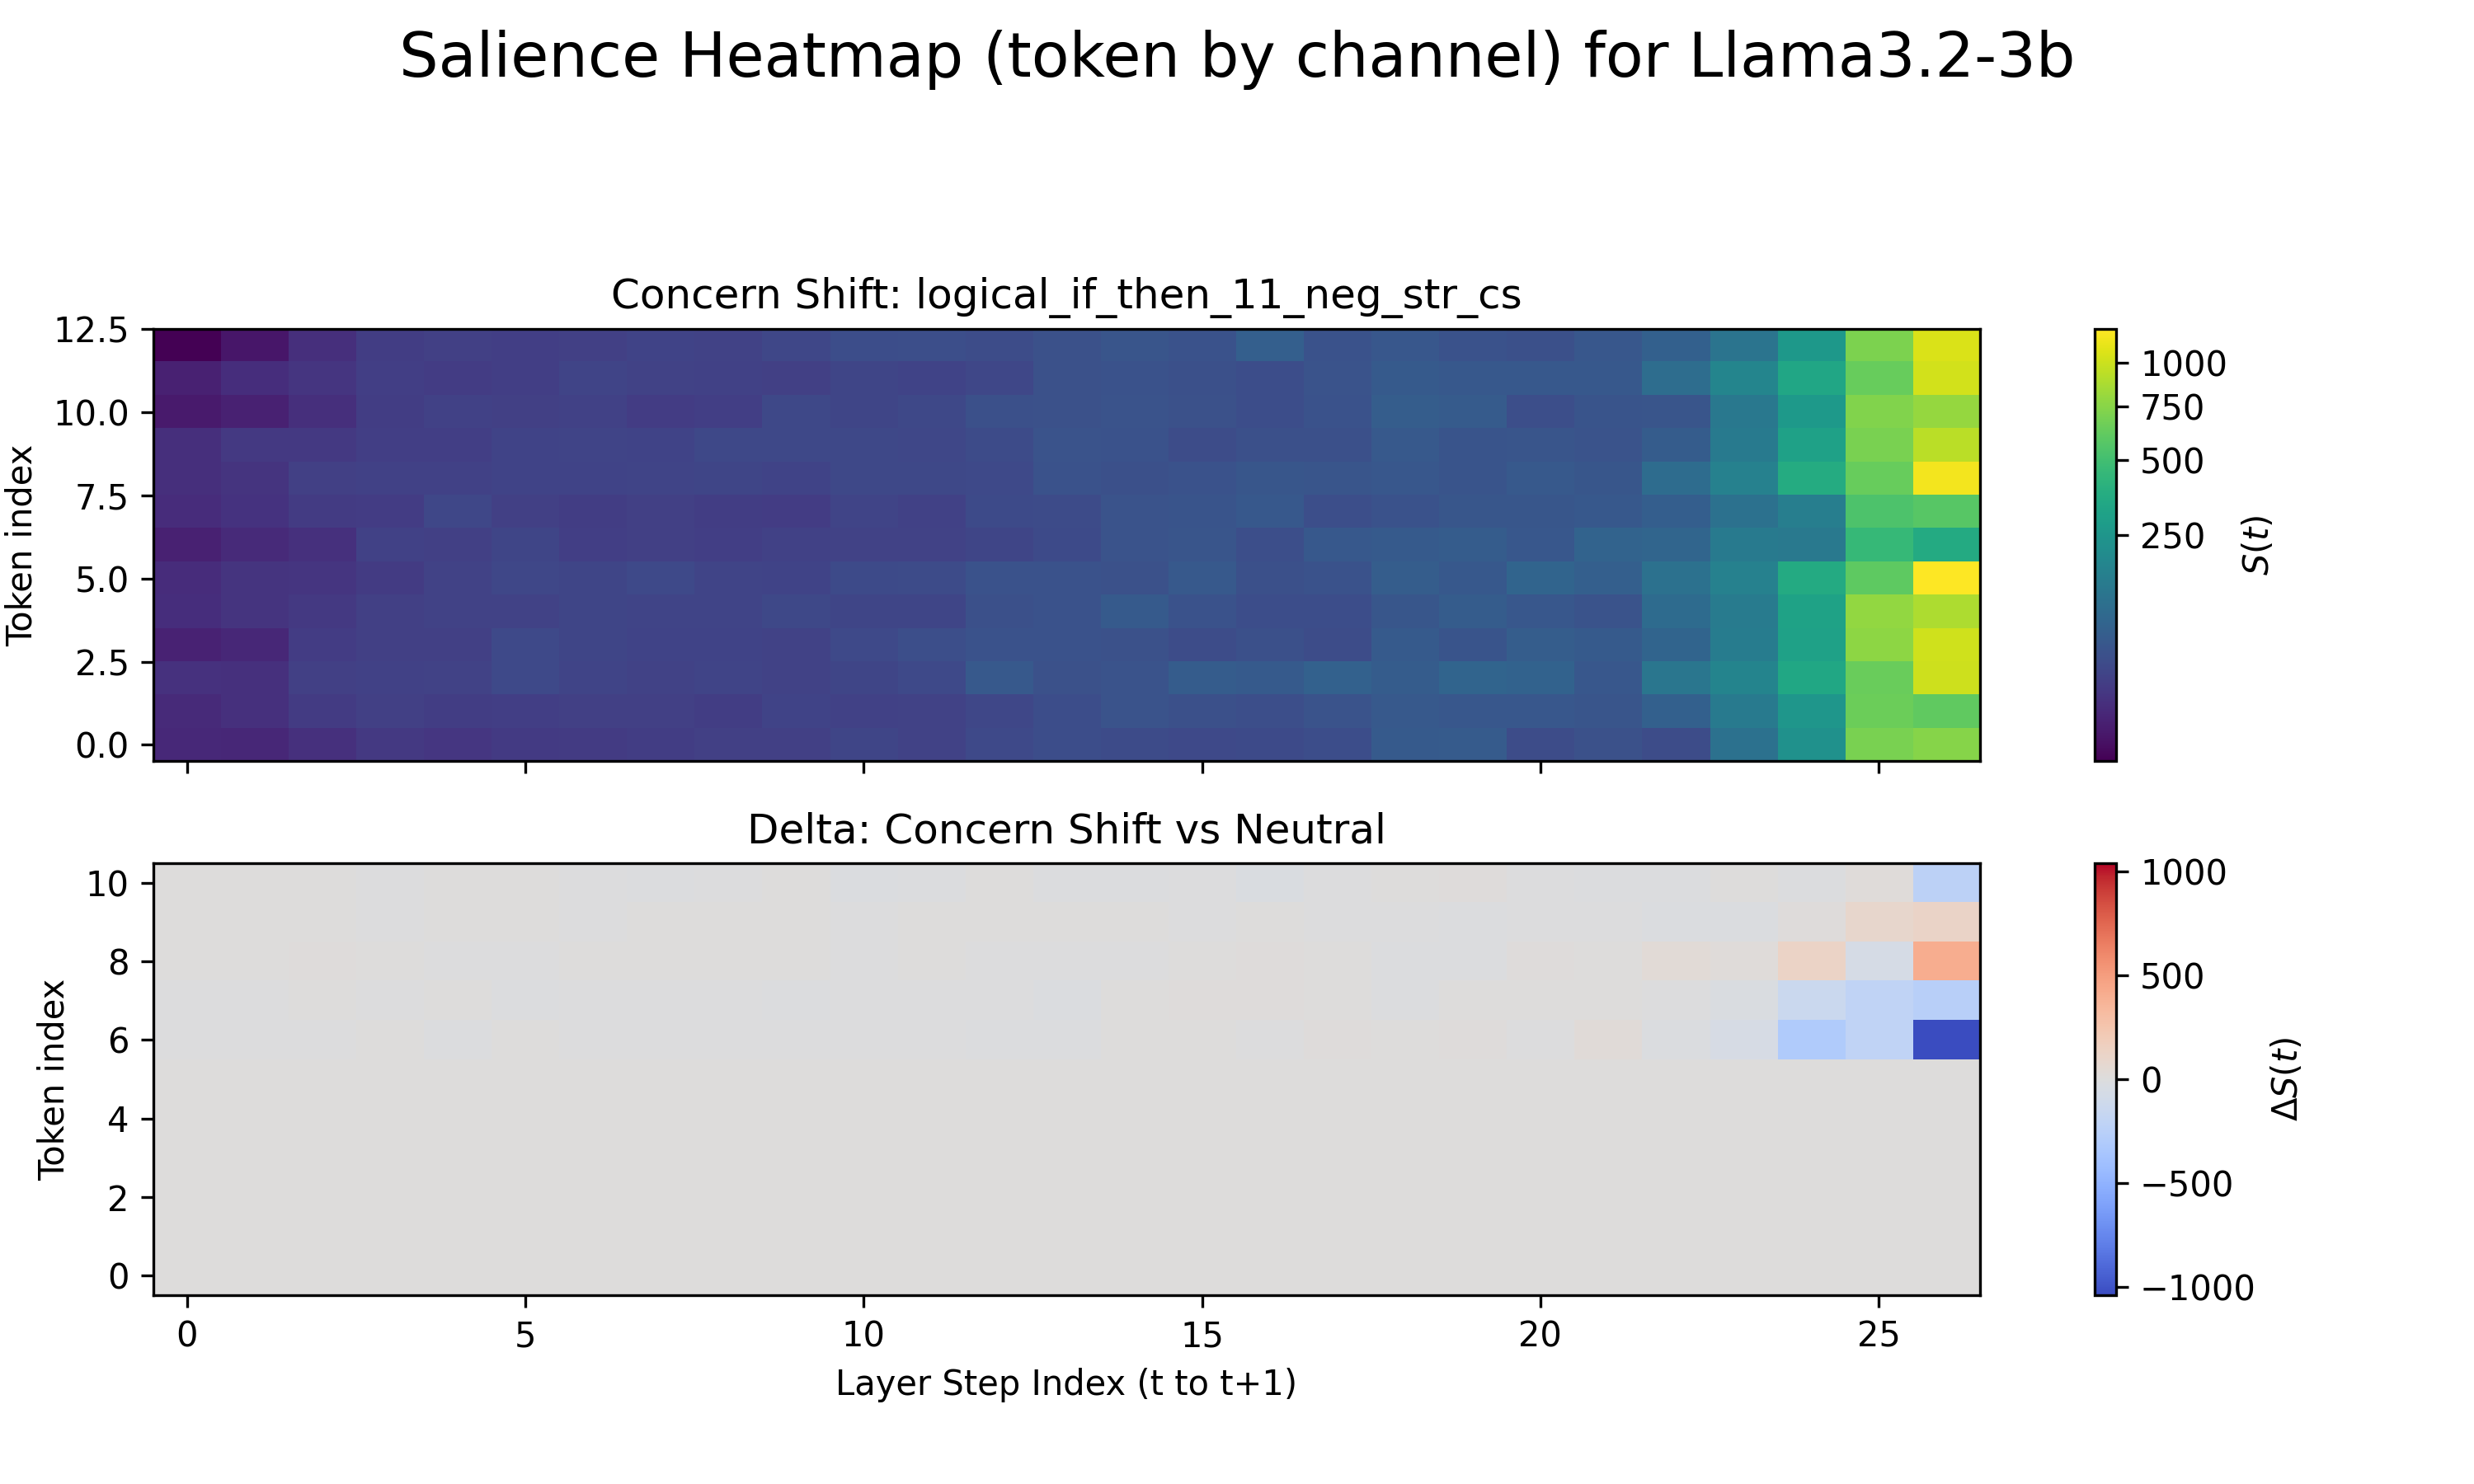 Salience Heatmap (token by channel) for Llama3.2-3b
Concern Shift: logical_if_then_11_neg_str_cs
12.5
10.0
7.5
5.0
2.5
0.0
Token index
1000
750
500
250
S(t)
Delta: Concern Shift vs Neutral
10
8
6
4
2
0
Token index
0 5 10 15 20 25
Layer Step Index (t to t+1)
1000
500
0
−500
−1000
ΔS(t)